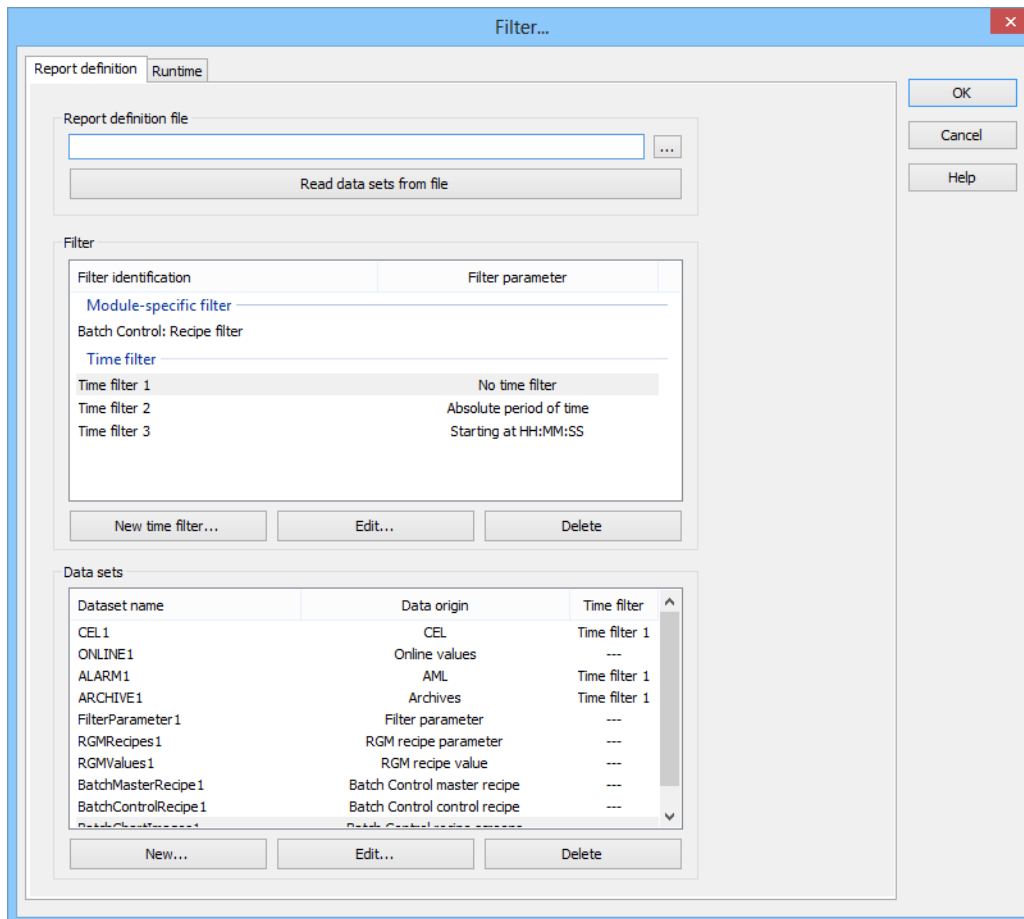 Filter...
Report definition Runtime
OK
Cancel
Help
Report definition file
...
Read data sets from file
Filter
Filter identification Filter parameter
Module-specific filter
Batch Control: Recipe filter
Time filter
Time filter 1 No time filter
Time filter 2 Absolute period of time
Time filter 3 Starting at HH:MM:SS
New time filter... Edit... Delete
Data sets
Dataset name Data origin Time filter
CEL1 CEL Time filter 1
ONLINE1 Online values ---
ALARM1 AML Time filter 1
ARCHIVE1 Archives Time filter 1
FilterParameter1 Filter parameter ---
RGMRecipes1 RGM recipe parameter ---
RGMValues1 RGM recipe value ---
BatchMasterRecipe1 Batch Control master recipe ---
BatchControlRecipe1 Batch Control control recipe ---
BatchChartImages1 Batch Control recipe screens
New... Edit... Delete